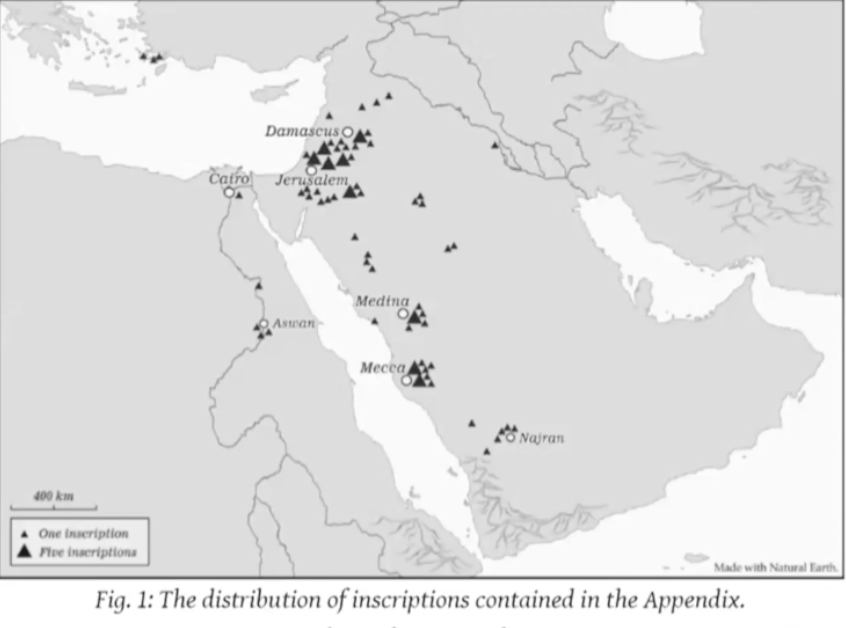 Damascus
Cairo
Jerusalem
Medina
Aswan
Mecca
Najran
400 km
One inscription
Five inscriptions
Made with Natural Earth.
Fig. 1: The distribution of inscriptions contained in the Appendix.